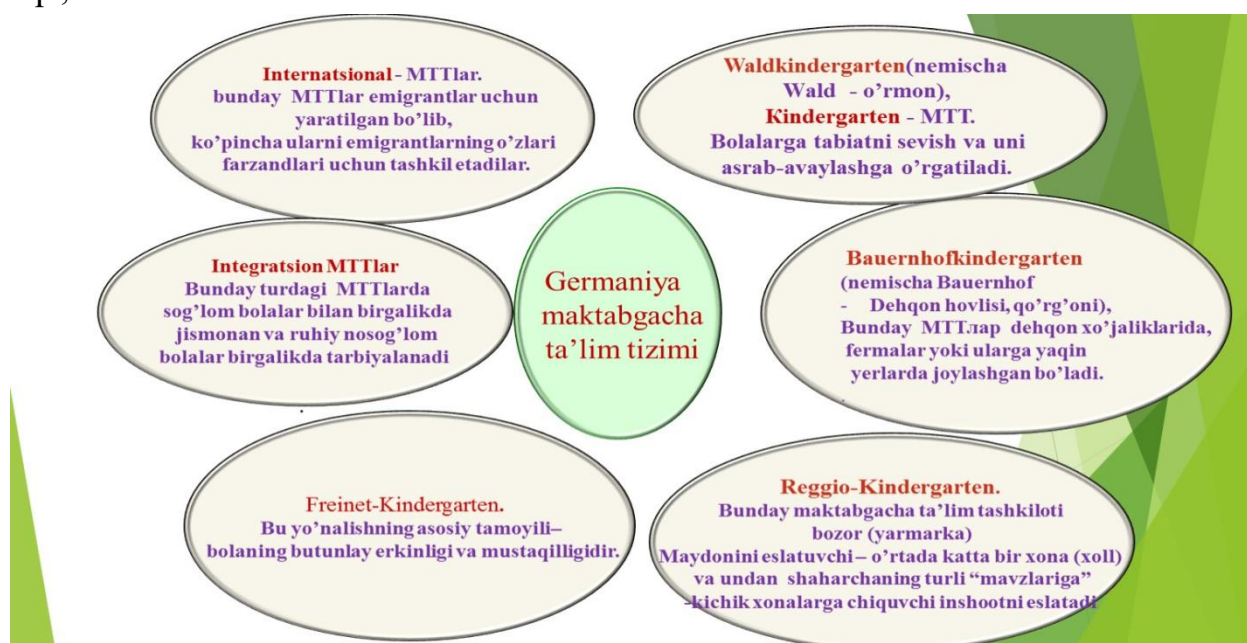 Internatsional - MTTlar.
bunday MTTlar emigrantlar uchun
yaratilgan bo’lib,
ko’pincha ularni emigrantlarning o’zlari
farzandlari uchun tashkil etadilar.
Waldkindergarten(nemischa
Wald - o’rmon),
Kindergarten - MTT.
Bolalarga tabiatni sevish va uni
asrab-avaylashga o’rgatiladi.
Integratsion MTTlar
Bunday turdagi MTTlarda
sog’lom bolalar bilan birgalikda
jismonan va ruhiy nosog’lom
bolalar birgalikda tarbiyalanadi
.
Germaniya
maktabgacha
ta’lim tizimi
Bauernhofkindergarten
(nemischa Bauernhof
- Dehqon hovlisi, qo’rg’oni),
Bunday MTTлар dehqon xo’jaliklarida,
fermalar yoki ularga yaqin
yerlarda joylashgan bo’ladi.
.
Freinet-Kindergarten.
Bu yo’nalishning asosiy tamoyili–
bolaning butunlay erkinligi va mustaqilligidir.
Reggio-Kindergarten.
Bunday maktabgacha ta’lim tashkiloti
bozor (yarmarka)
Maydonini eslatuvchi – o’rtada katta bir xona (xoll)
va undan shaharchaning turli “mavzlariga”
-kichik xonalarga chiquvchi inshootni eslatadi